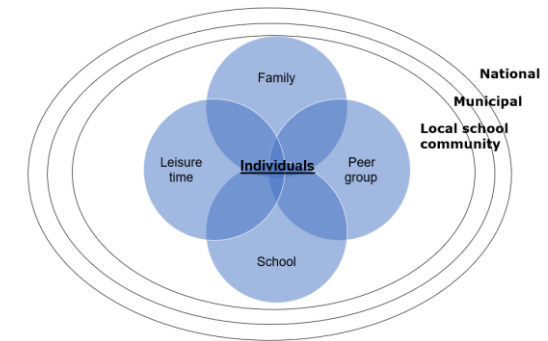 National
Family
Municipal
Local school
community
Leisure
time
Individuals
Peer
group
School